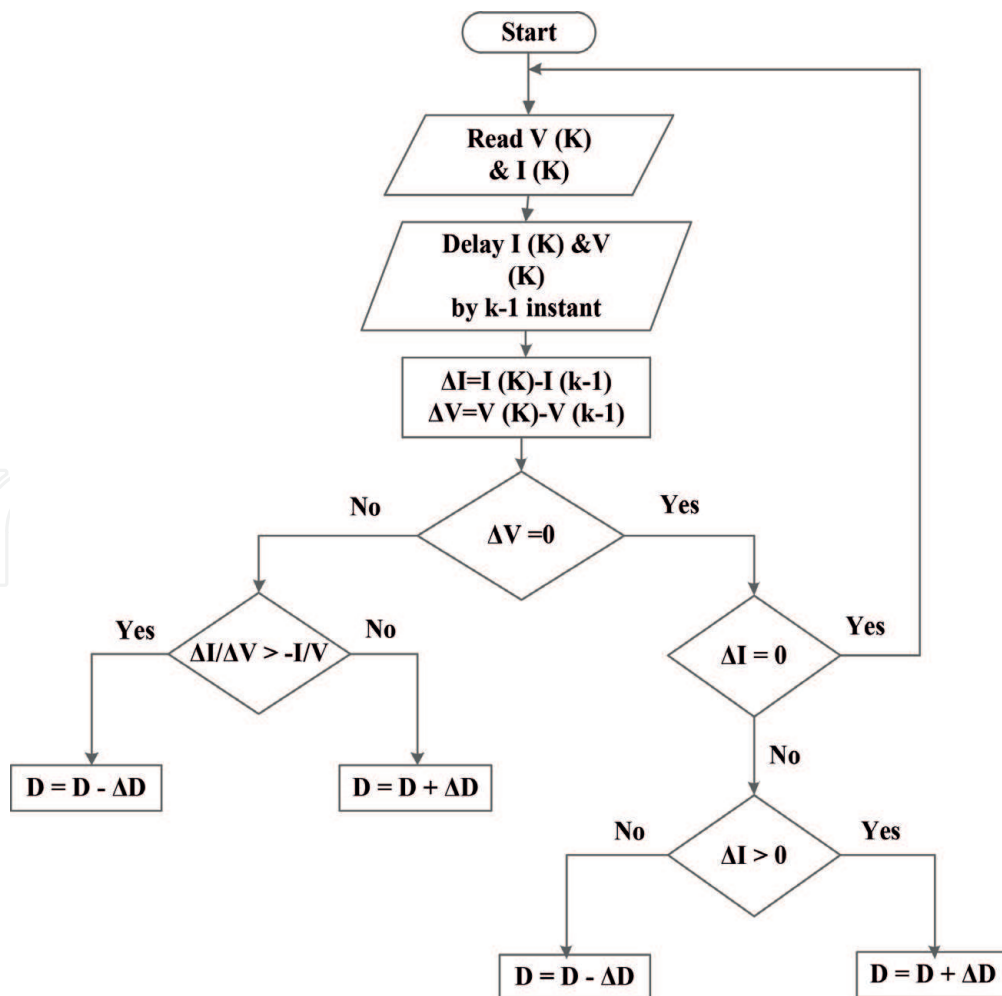 Start
Read V (K)
& I (K)
Delay I (K) &V
(K)
by k-1 instant
ΔI=I (K)-I (k-1)
ΔV=V (K)-V (k-1)
No
Yes
ΔV =0
Yes
No
ΔI/ΔV > -I/V
Yes
ΔI = 0
D = D - ΔD
D = D + ΔD
No
No
Yes
ΔI > 0
D = D - ΔD
D = D + ΔD